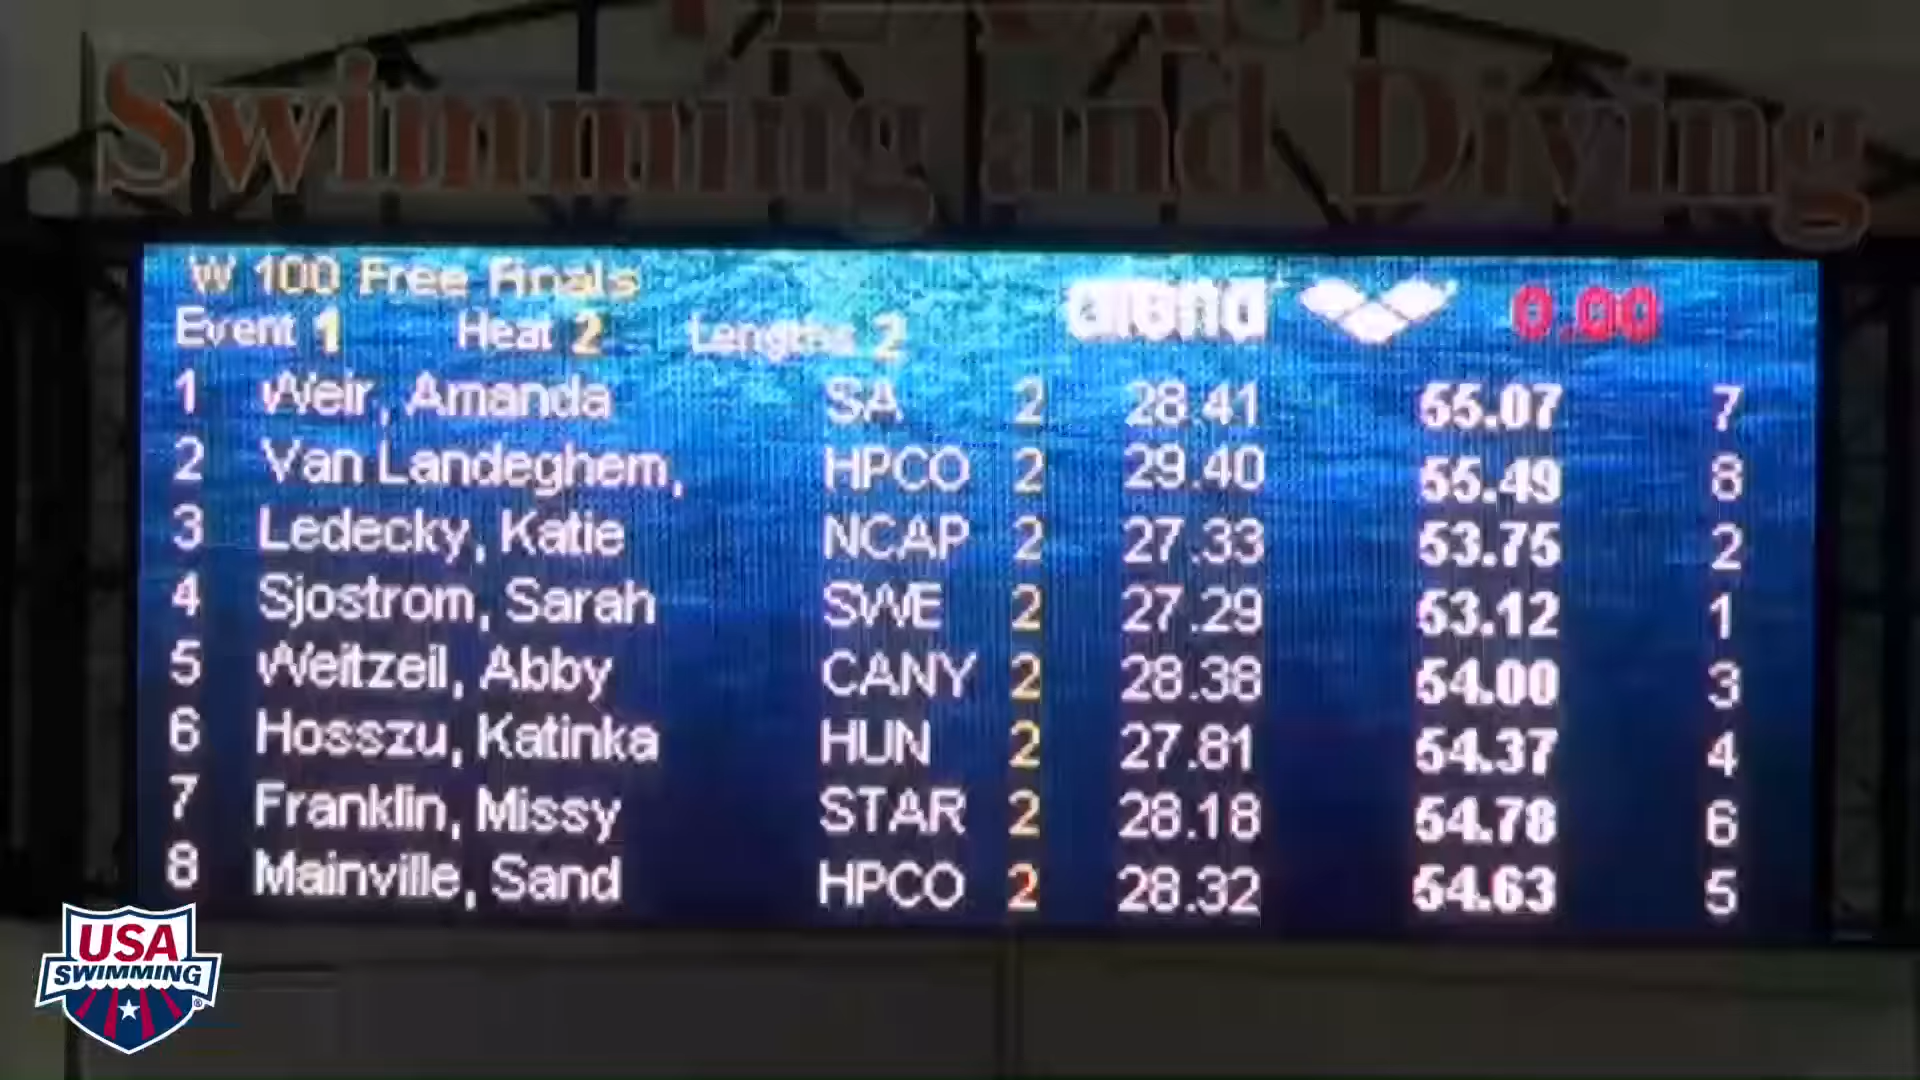 TEXAS
Swimming and Diving
W 100 Free Finals
arena 0.00
Event 1 Heat 2 Lengths 2
1 Weir, Amanda SA 2 28.41 55.07 7
2 Van Landeghem, HPCO 2 29.40 55.49 8
3 Ledecky, Katie NCAP 2 27.33 53.75 2
4 Sjostrom, Sarah SWE 2 27.29 53.12 1
5 Weitzeil, Abby CANY 2 28.38 54.00 3
6 Hosszu, Katinka HUN 2 27.81 54.37 4
7 Franklin, Missy STAR 2 28.18 54.78 6
8 Mainville, Sand HPCO 2 28.32 54.63 5
USA
SWIMMING